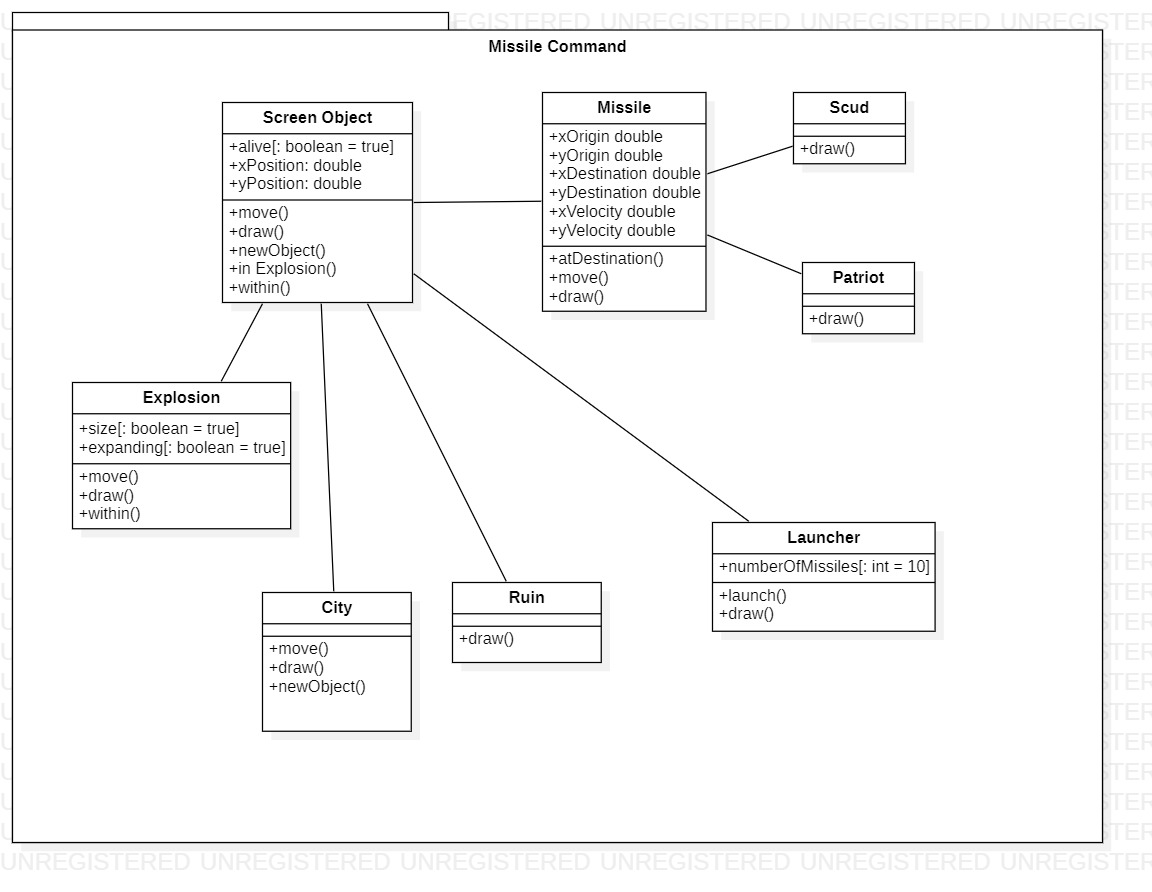 Missile Command
Screen Object
+alive[: boolean = true]
+xPosition: double
+yPosition: double
+move()
+draw()
+newObject()
+in Explosion()
+within()
Missile
+xOrigin double
+yOrigin double
+xDestination double
+yDestination double
+xVelocity double
+yVelocity double
+atDestination()
+move()
+draw()
Scud
+draw()
Patriot
+draw()
Explosion
+size[: boolean = true]
+expanding[: boolean = true]
+move()
+draw()
+within()
City
+move()
+draw()
+newObject()
Ruin
+draw()
Launcher
+numberOfMissiles[: int = 10]
+launch()
+draw()
UNREGISTERED UNREGISTERED UNREGISTERED UNREGISTERED UNREGISTERED UNREGISTER